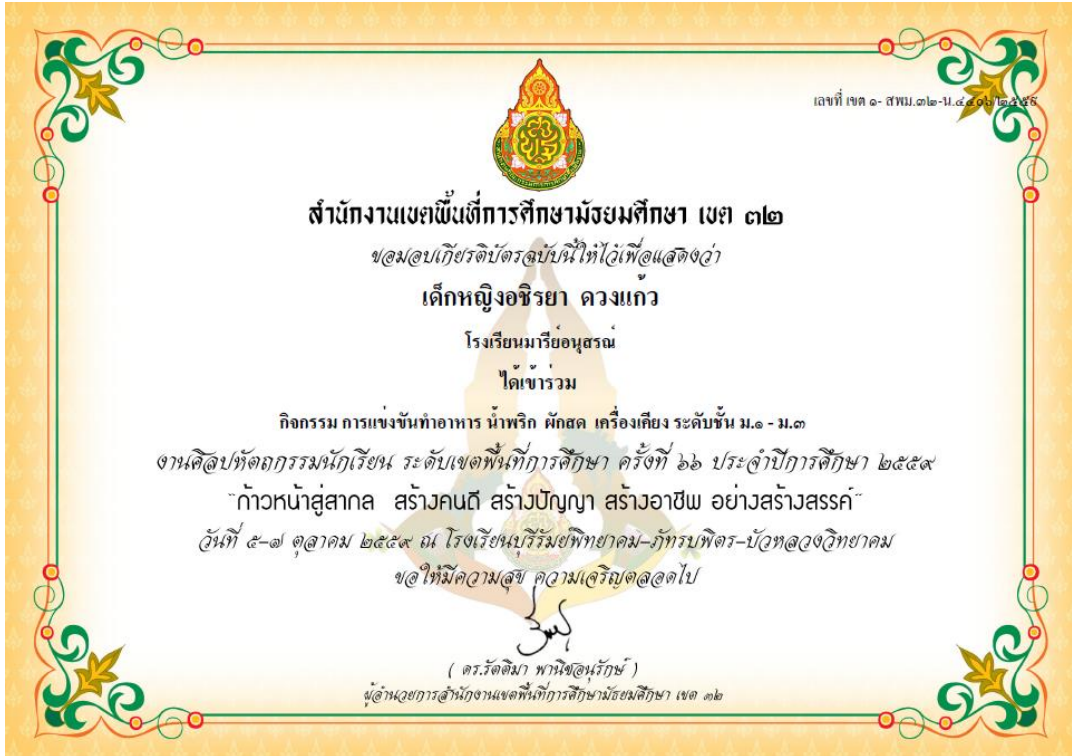 เลขที่ เขต ๑- สพม.๓๒-น.๔๔๐๖/๒๕๕๙
สำนักงานเขตพื้นที่การศึกษามัธยมศึกษา เขต ๓๒
ขอมอบเกียรติบัตรฉบับนี้ให้ไว้เพื่อแสดงว่า
เด็กหญิงอชิรยา ดวงแก้ว
โรงเรียนมารีย์อนุสรณ์
ได้เข้าร่วม
กิจกรรม การแข่งขันทำอาหาร น้ำพริก ผักสด เครื่องเคียง ระดับชั้น ม.๑ - ม.๓
งานศิลปหัตถกรรมนักเรียน ระดับเขตพื้นที่การศึกษา ครั้งที่ ๖๖ ประจำปีการศึกษา ๒๕๕๙
"ก้าวหน้าสู่สากล สร้างคนดี สร้างปัญญา สร้างอาชีพ อย่างสร้างสรรค์"
วันที่ ๕-๗ ตุลาคม ๒๕๕๙ ณ โรงเรียนบุรีรัมย์พิทยาคม-ภัทรบพิตร-บัวหลวงวิทยาคม
ขอให้มีความสุข ความเจริญตลอดไป
( ดร.รัตติมา พานิชอนุรักษ์ )
ผู้อำนวยการสำนักงานเขตพื้นที่การศึกษามัธยมศึกษา เขต ๓๒